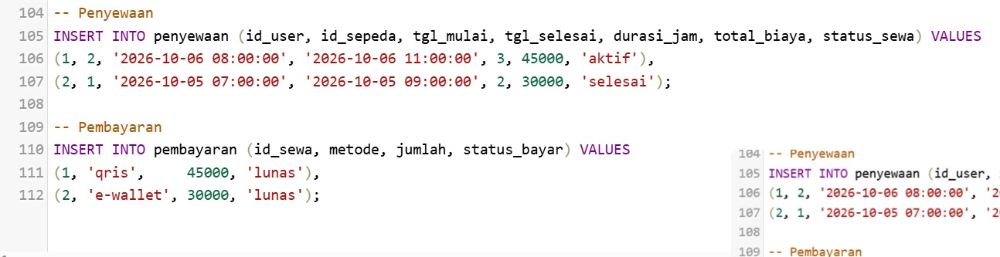 104 -- Penyewaan
105 INSERT INTO penyewaan (id_user, id_sepeda, tgl_mulai, tgl_selesai, durasi_jam, total_biaya, status_sewa) VALUES
106 (1, 2, '2026-10-06 08:00:00', '2026-10-06 11:00:00', 3, 45000, 'aktif'),
107 (2, 1, '2026-10-05 07:00:00', '2026-10-05 09:00:00', 2, 30000, 'selesai');
108
109 -- Pembayaran
110 INSERT INTO pembayaran (id_sewa, metode, jumlah, status_bayar) VALUES
111 (1, 'qris',     45000, 'lunas'),
112 (2, 'e-wallet', 30000, 'lunas');
104 -- Penyewaan
105 INSERT INTO penyewaan (id_user,
106 (1, 2, '2026-10-06 08:00:00', '2
107 (2, 1, '2026-10-05 07:00:00', '2
108
109 -- Pembayaran